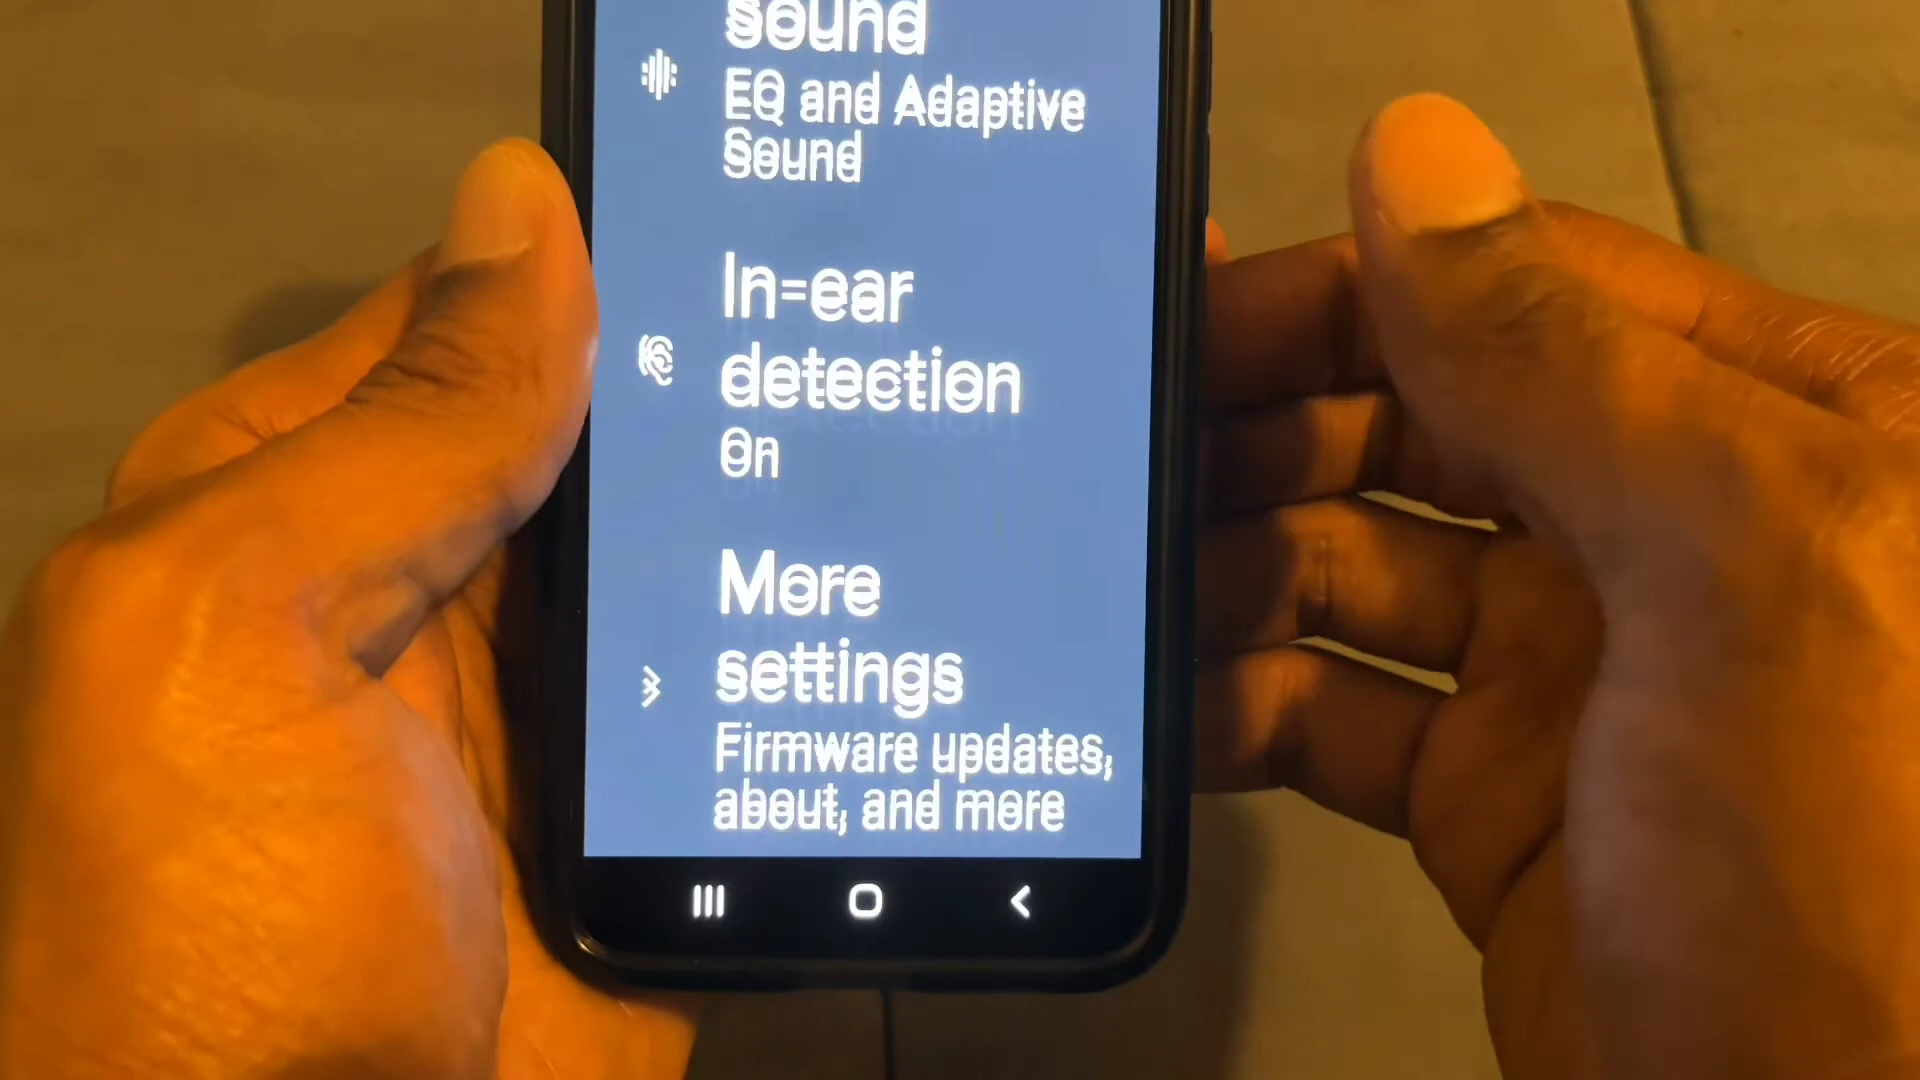 sound
EQ and Adaptive
Sound
In-ear
detection
On
More
settings
Firmware updates,
about, and more